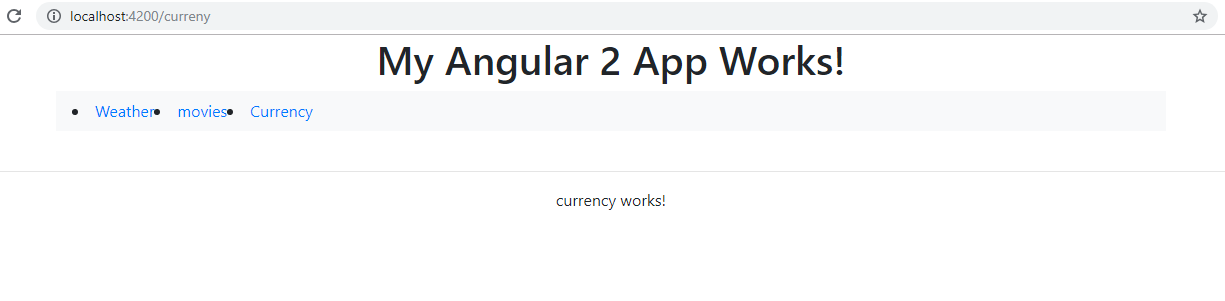 localhost:4200/curreny
My Angular 2 App Works!
Weather movies Currency
currency works!